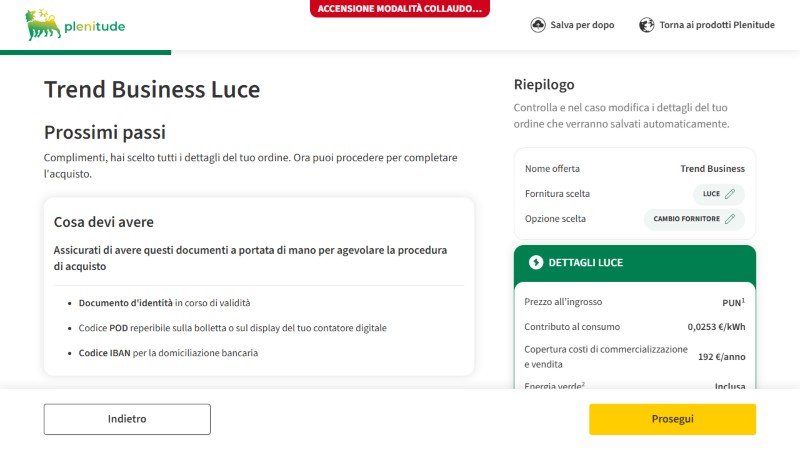 plenitude
ACCENSIONE MODALITÀ COLLAUDO...
Salva per dopo
Torna ai prodotti Plenitude
Trend Business Luce
Prossimi passi
Complimenti, hai scelto tutti i dettagli del tuo ordine. Ora puoi procedere per completare
l'acquisto.
Cosa devi avere
Assicurati di avere questi documenti a portata di mano per agevolare la procedura
di acquisto
• Documento d'identità in corso di validità
• Codice POD reperibile sulla bolletta o sul display del tuo contatore digitale
• Codice IBAN per la domiciliazione bancaria
Riepilogo
Controlla e nel caso modifica i dettagli del tuo
ordine che verranno salvati automaticamente.
Nome offerta Trend Business
Fornitura scelta LUCE
Opzione scelta CAMBIO FORNITORE
DETTAGLI LUCE
Prezzo all'ingrosso PUN¹
Contributo al consumo 0,0253 €/kWh
Copertura costi di commercializzazione
e vendita 192 €/anno
Energia verde² Inclusa
Indietro
Prosegui